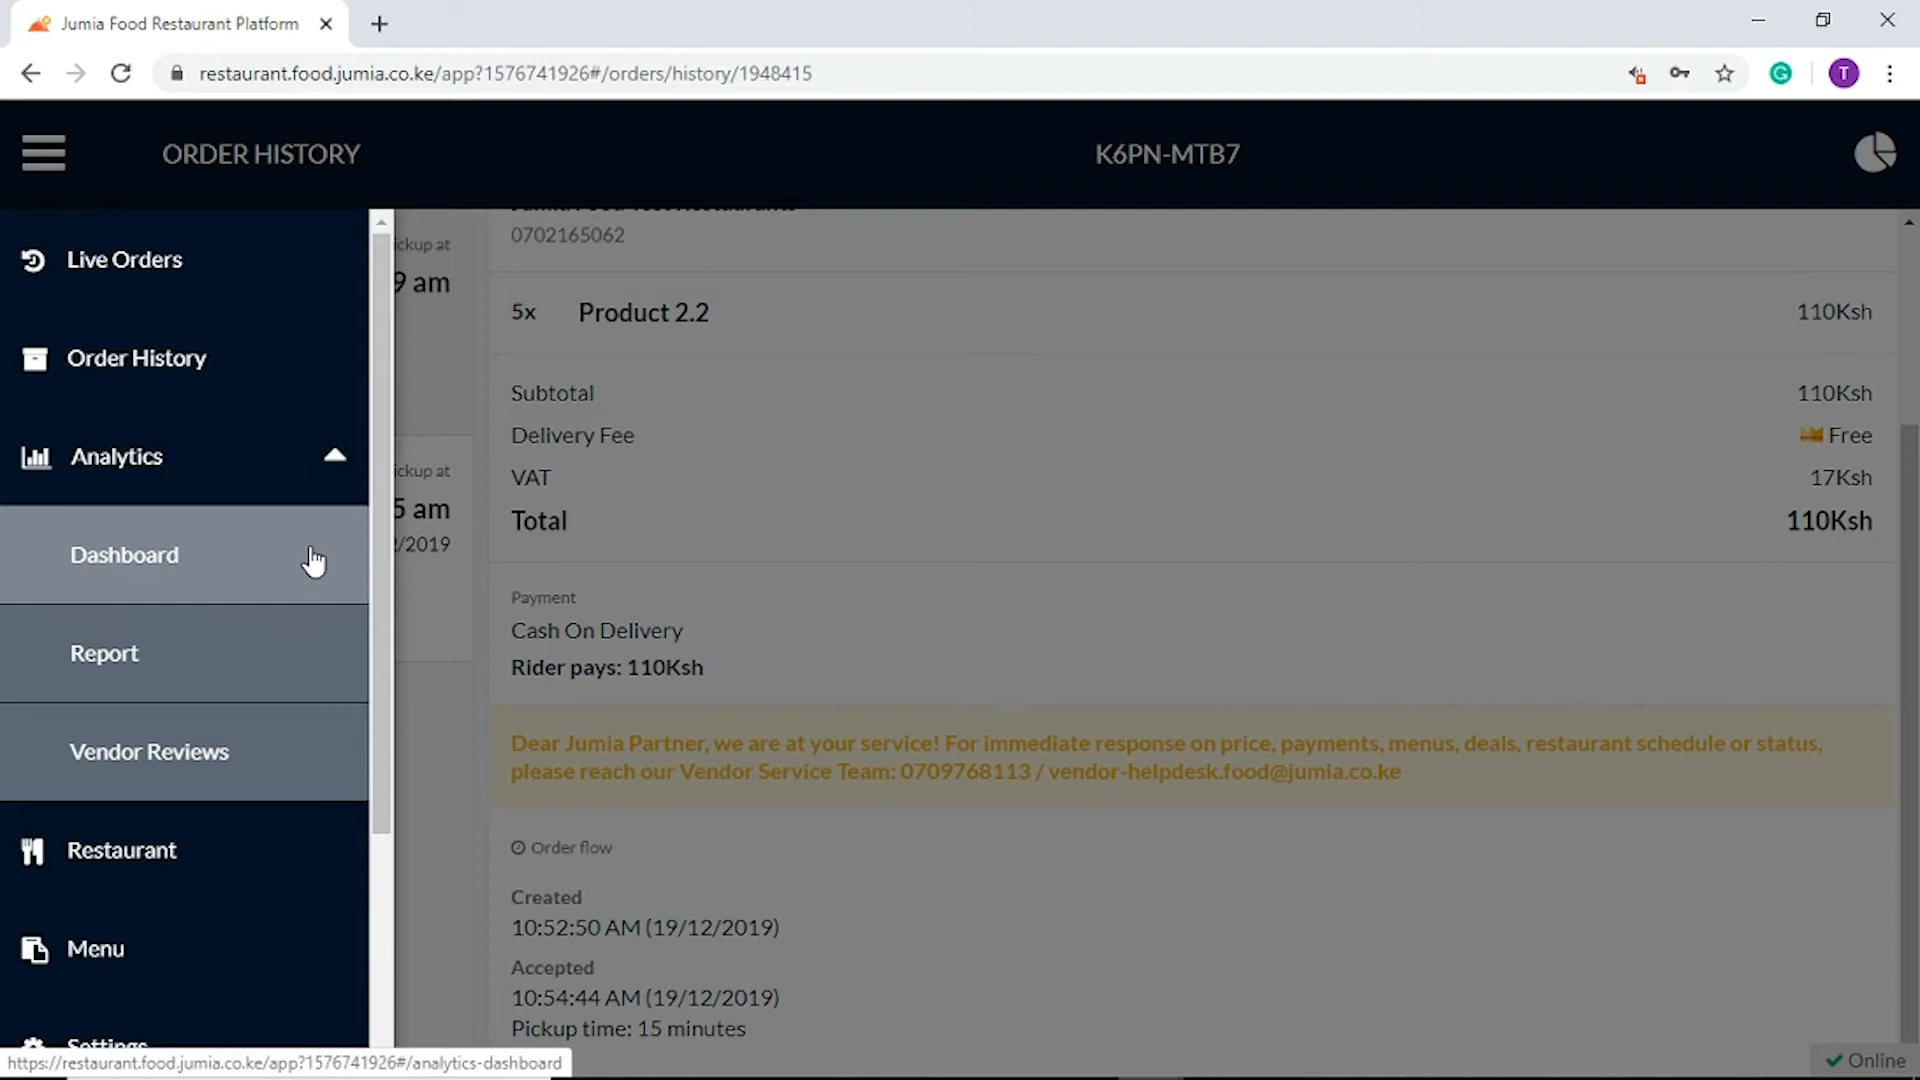 Jumia Food Restaurant Platform
restaurant.food.jumia.co.ke/app?1576741926#/orders/history/1948415
T
ORDER HISTORY
K6PN-MTB7
Live Orders
Order History
Analytics
Dashboard
Report
Vendor Reviews
Restaurant
Menu
Settings
ickup at
9 am
ickup at
5 am
/2019
0702165062
5x Product 2.2 110Ksh
Subtotal 110Ksh
Delivery Fee Free
VAT 17Ksh
Total 110Ksh
Payment
Cash On Delivery
Rider pays: 110Ksh
Dear Jumia Partner, we are at your service! For immediate response on price, payments, menus, deals, restaurant schedule or status,
please reach our Vendor Service Team: 0709768113 / vendor-helpdesk.food@jumia.co.ke
Order flow
Created
10:52:50 AM (19/12/2019)
Accepted
10:54:44 AM (19/12/2019)
Pickup time: 15 minutes
https://restaurant.food.jumia.co.ke/app?1576741926#/analytics-dashboard
Online